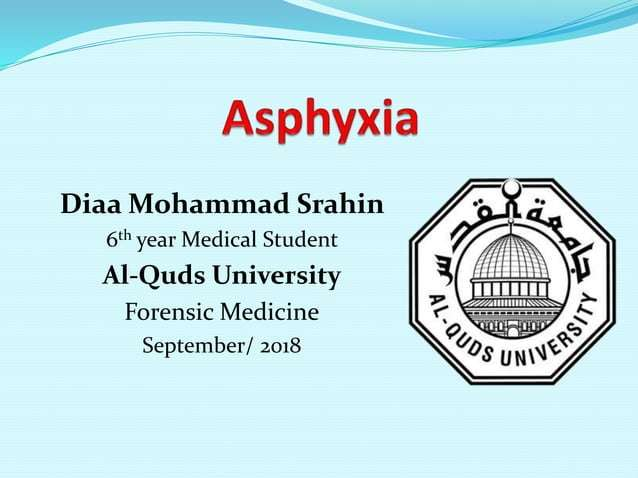 Asphyxia
Diaa Mohammad Srahin
6th year Medical Student
Al-Quds University
Forensic Medicine
September/ 2018
جامعة القدس
AL-QUDS UNIVERSITY